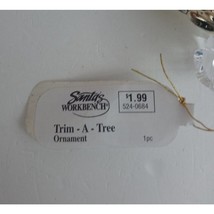 Santa's
WORKBENCH
$1.99
524-0684
Trim - A - Tree
Ornament
1pc